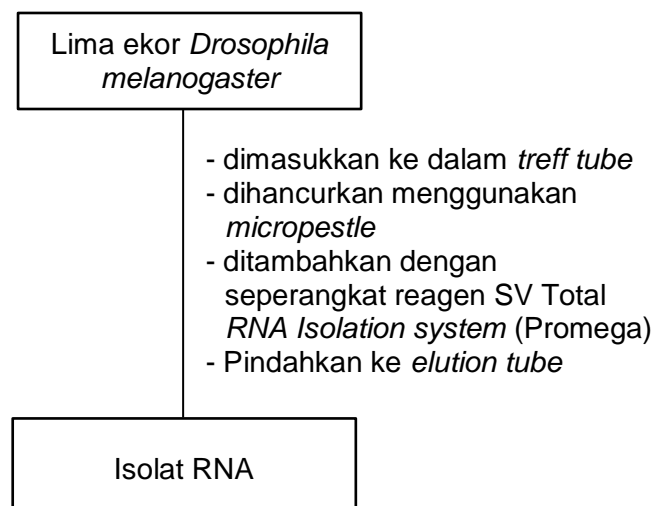 Lima ekor Drosophila
melanogaster
- dimasukkan ke dalam treff tube
- dihancurkan menggunakan
micropestle
- ditambahkan dengan
seperangkat reagen SV Total
RNA Isolation system (Promega)
- Pindahkan ke elution tube
Isolat RNA